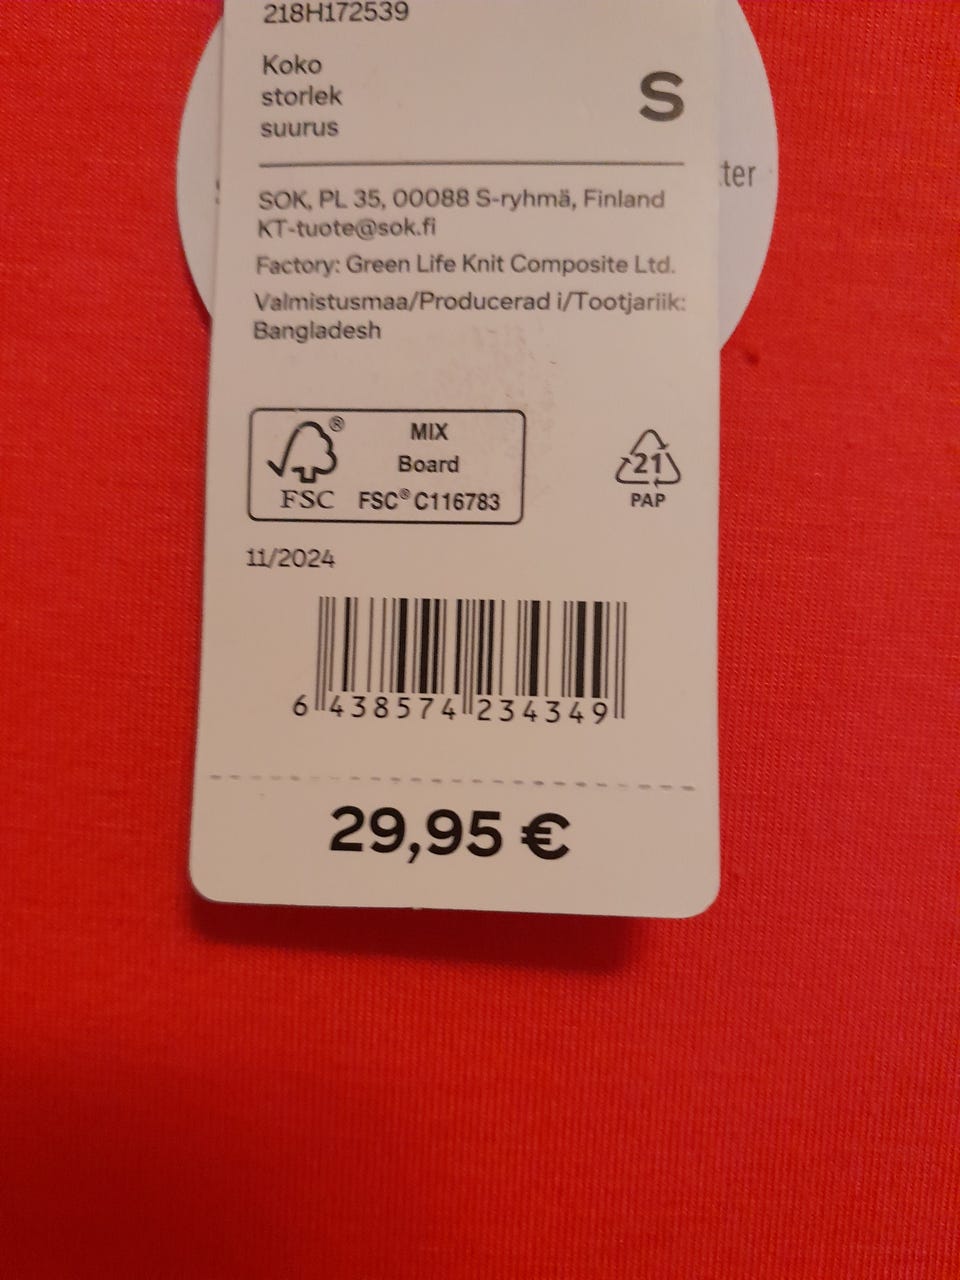 218H172539
Koko
storlek
suurus
S
ter
SOK, PL 35, 00088 S-ryhmä, Finland
KT-tuote@sok.fi
Factory: Green Life Knit Composite Ltd.
Valmistusmaa/Producerad i/Tootjariik:
Bangladesh
MIX
Board
FSC® C116783
FSC
®
21
PAP
11/2024
6 438574 234349
29,95 €